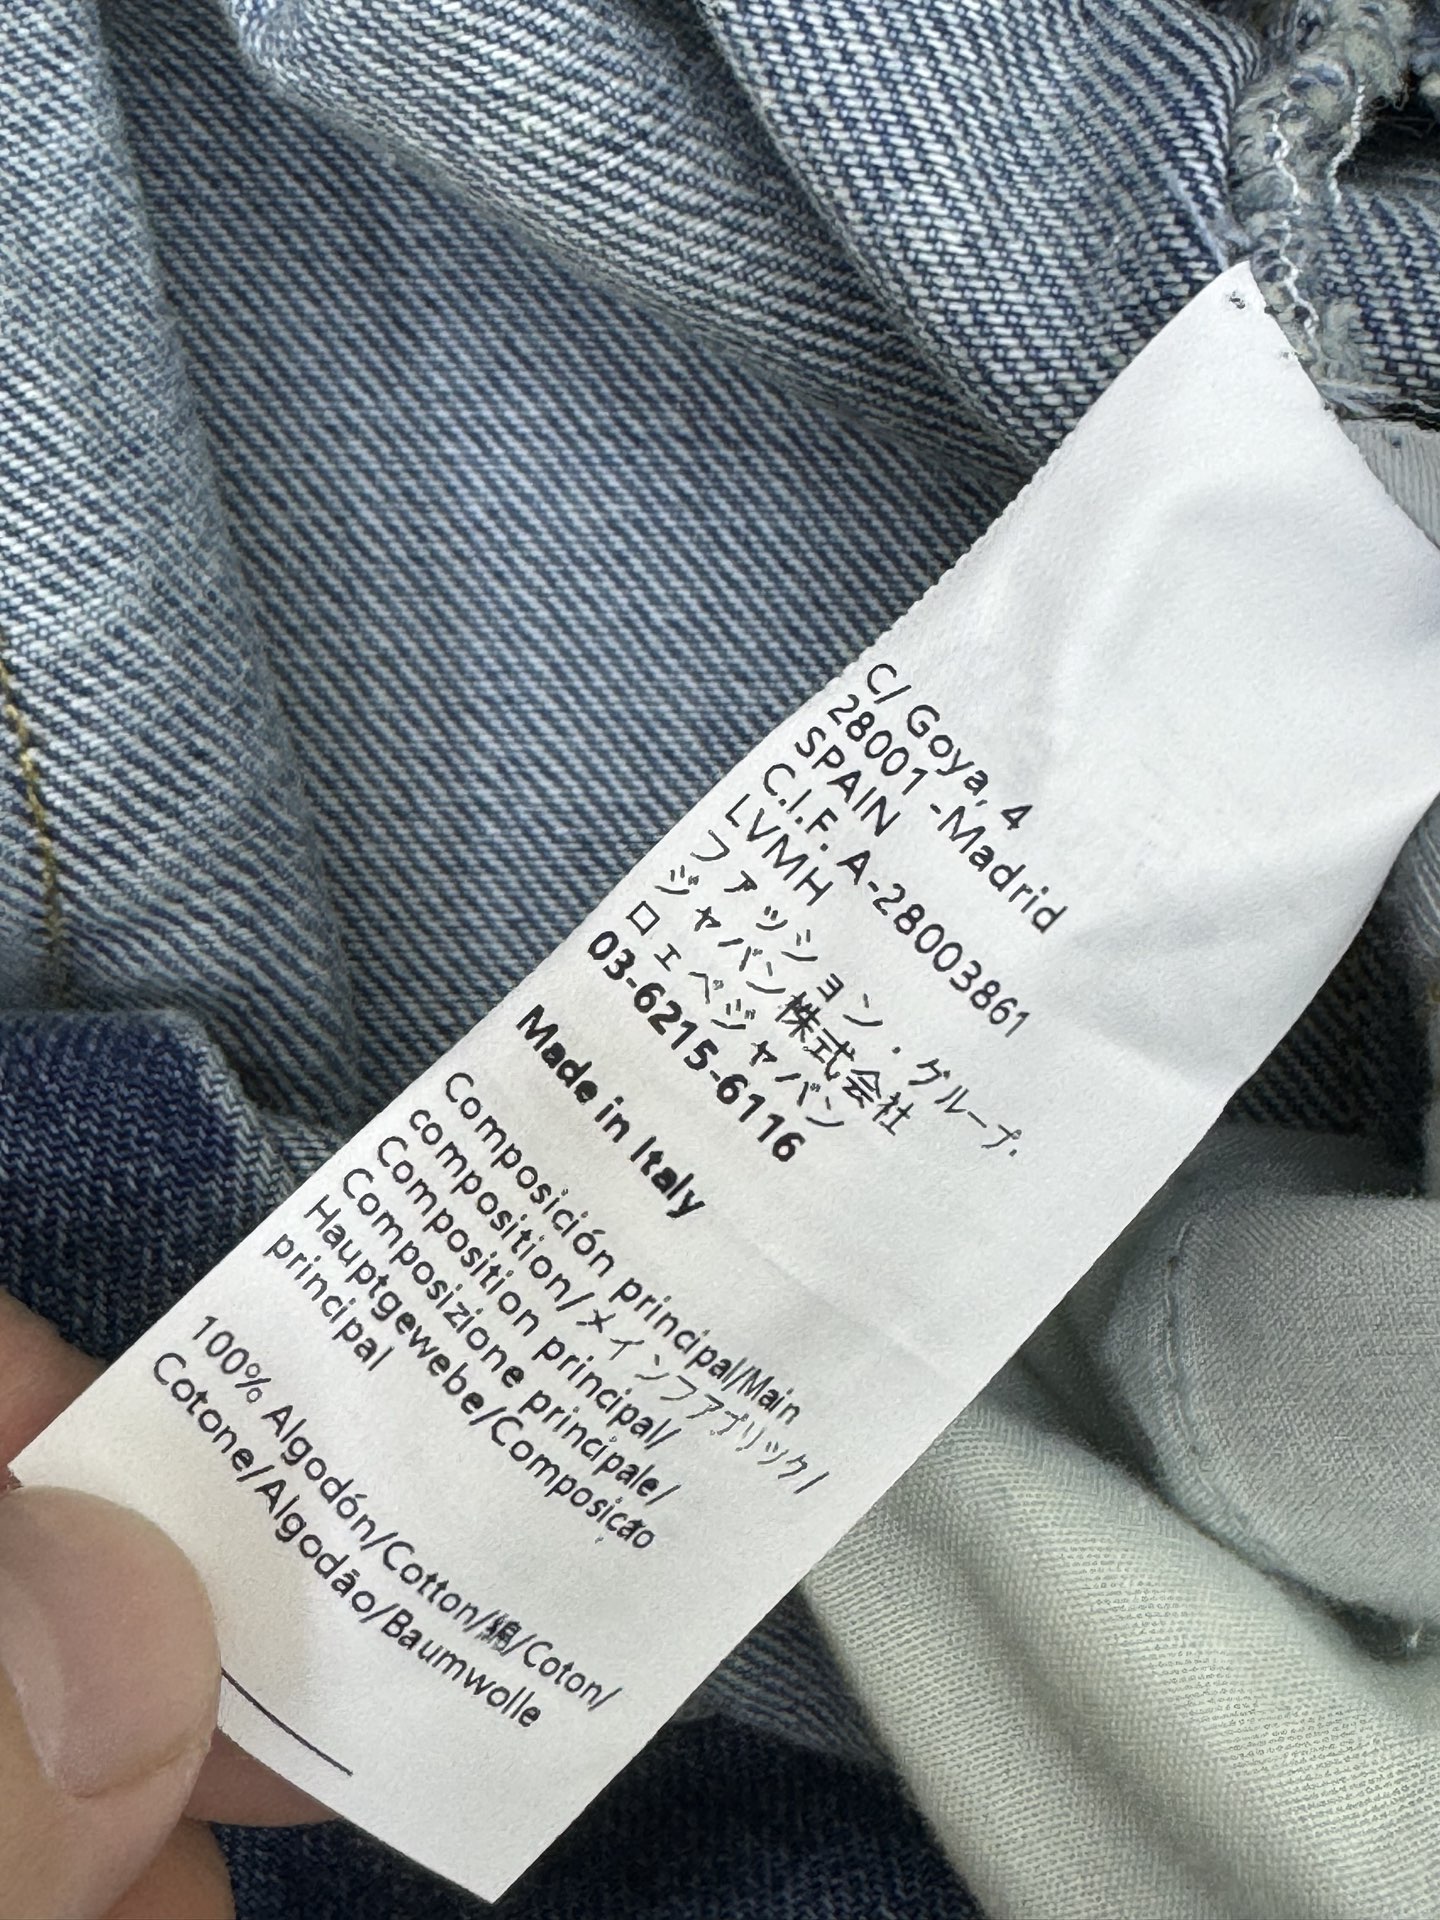 C/ Goya, 4
28001 -Madrid
SPAIN
C.I.F. A-28003861
LVMH
ファッション・グループ・
ジャパン株式会社
ロエベジャパン
03-6215-6116
Made in Italy
Composición principal/Main
composition/メインファブリック/
Composition principal/
Composizione principale/
Hauptgewebe/Composicão
principal
100% Algodón/Cotton/綿/Coton/
Cotone/Algodão/Baumwolle